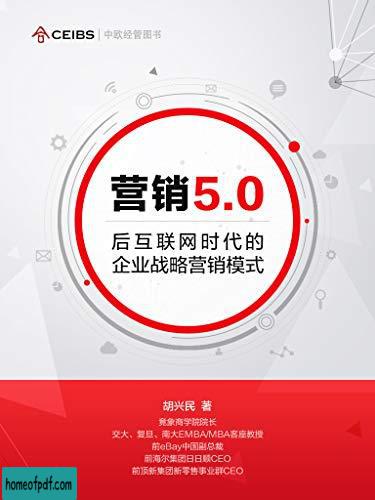 CEIBS | 中欧经管图书
营销5.0
后互联网时代的
企业战略营销模式
胡兴民 著
竞象商学院院长
交大、复旦、南大EMBA/MBA客座教授
前eBay中国副总裁
前海尔集团日日顺CEO
前顶新集团新零售事业群CEO
homeofpdf.com